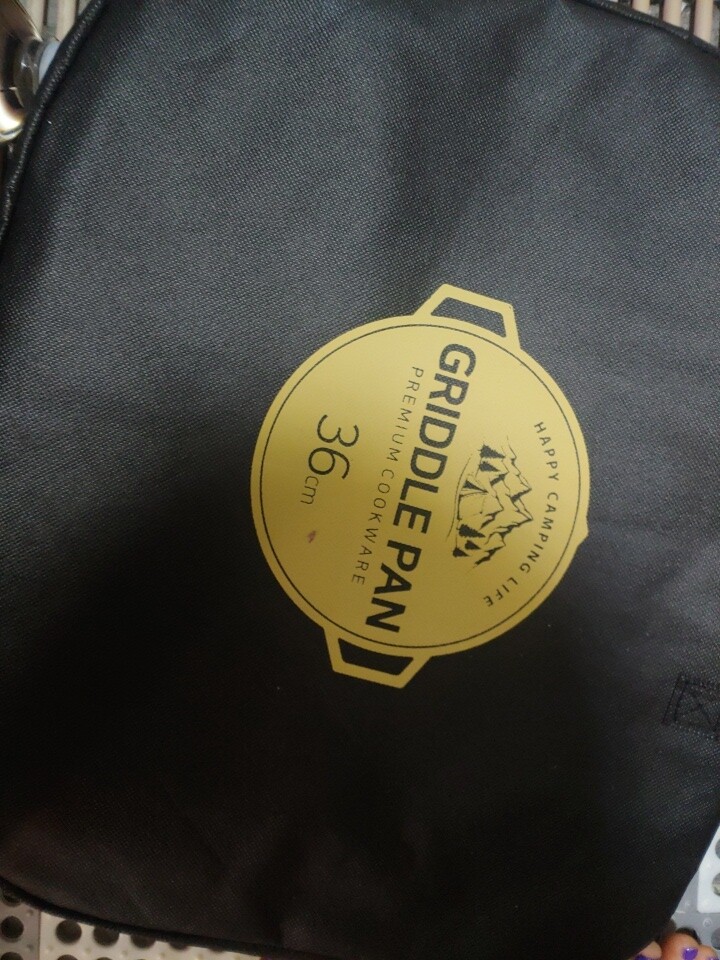 HAPPY CAMPING LIFE
GRIDDLE PAN
PREMIUM COOKWARE
36cm